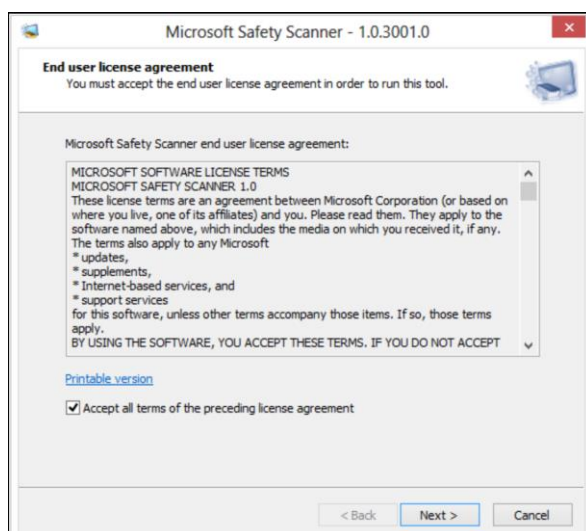 Microsoft Safety Scanner - 1.0.3001.0
End user license agreement
You must accept the end user license agreement in order to run this tool.
Microsoft Safety Scanner end user license agreement:
MICROSOFT SOFTWARE LICENSE TERMS
MICROSOFT SAFETY SCANNER 1.0
These license terms are an agreement between Microsoft Corporation (or based on
where you live, one of its affiliates) and you. Please read them. They apply to the
software named above, which includes the media on which you received it, if any.
The terms also apply to any Microsoft
* updates,
* supplements,
* Internet-based services, and
* support services
for this software, unless other terms accompany those items. If so, those terms
apply.
BY USING THE SOFTWARE, YOU ACCEPT THESE TERMS. IF YOU DO NOT ACCEPT
Printable version
Accept all terms of the preceding license agreement
< Back Next > Cancel